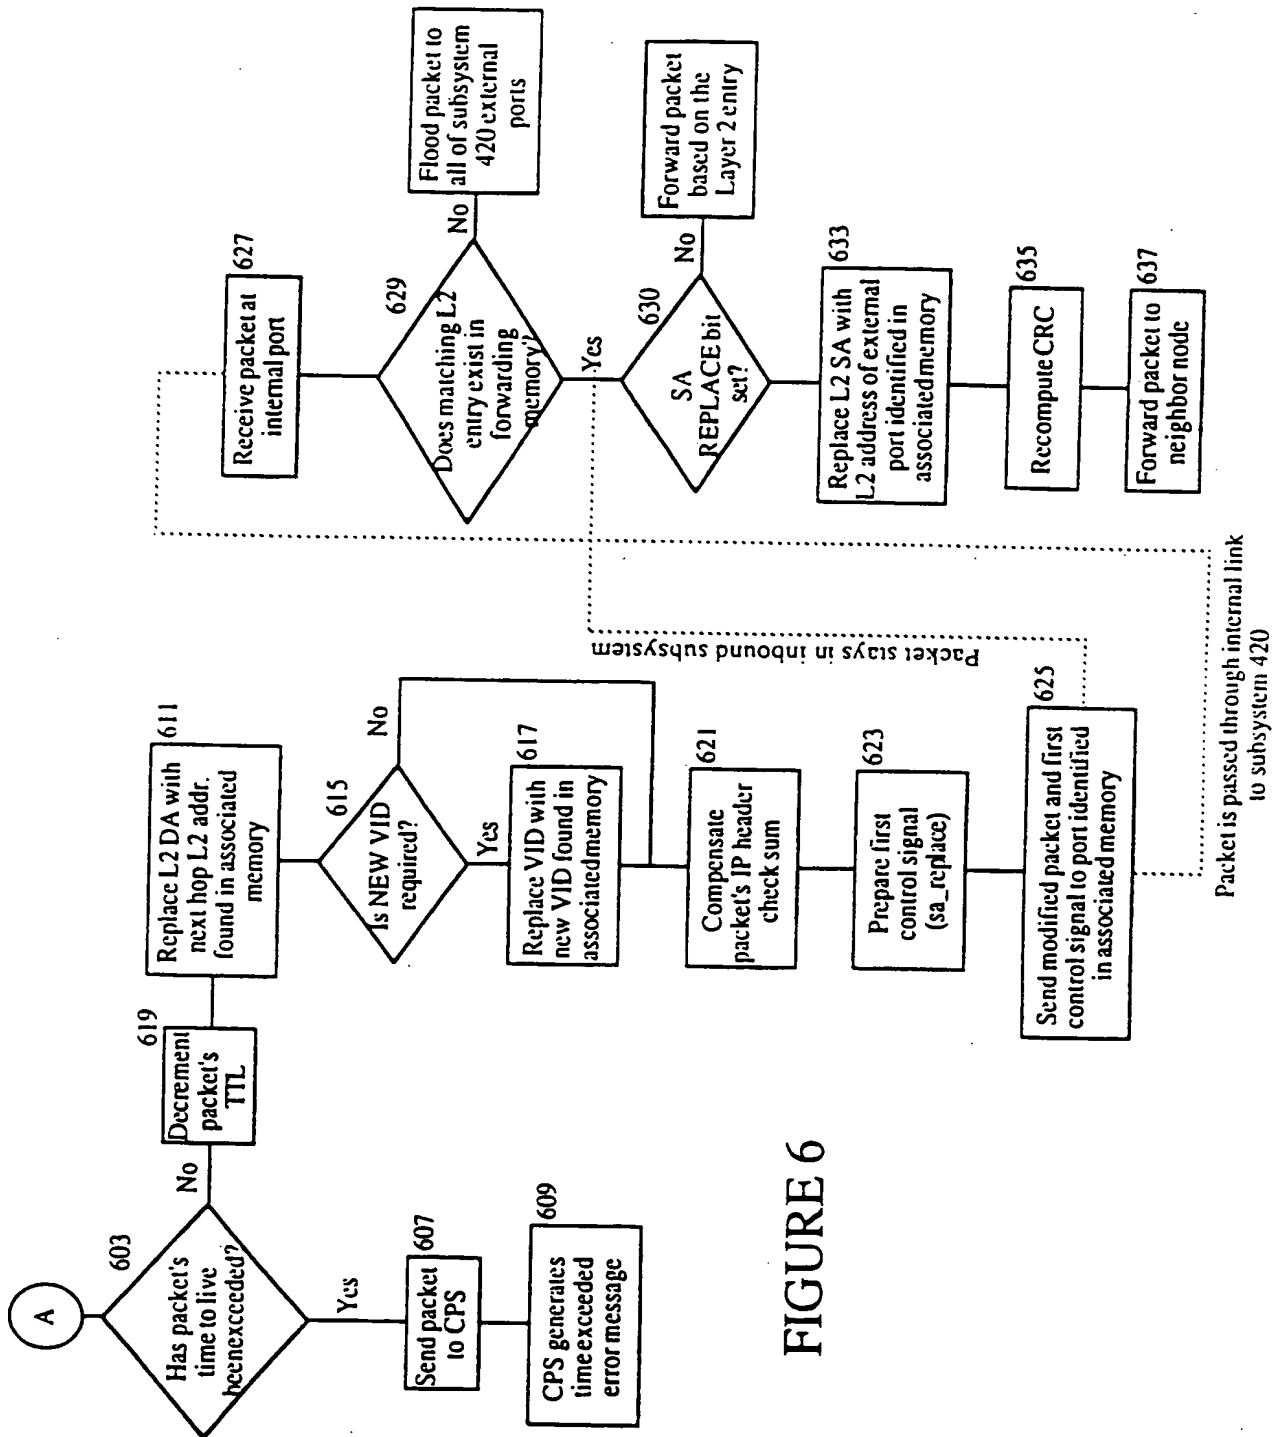 A
603
Has packet's
time to live
beenexceeded?
Yes
607
Send packet
to CPS
609
CPS generates
time exceeded
error message
No
619
Decrement
packet's
TTL
611
Replace L2 DA with
next hop L2 addr.
found in associated
memory
615
Is NEW VID
required?
No
Yes
617
Replace VID with
new VID found in
associatedmemory
621
Compensate
packet's IP header
check sum
623
Prepare first
control signal
(sa_replace)
625
Send modified packet and first
control signal to port identified
in associated memory
Packet stays in inbound subsystem
Packet is passed through internal link
to subsystem 420
627
Receive packet at
internal port
629
Does matching L2
entry exist in
forwarding
memory?
No
Flood packet to
all of subsystem
420 external
ports
Yes
630
SA
REPLACE bit
set?
No
Forward packet
based on the
Layer 2 entry
633
Replace L2 SA with
L2 address of external
port identified in
associatedmemory
635
Recompute CRC
637
Forward packet to
neighbor node
FIGURE 6